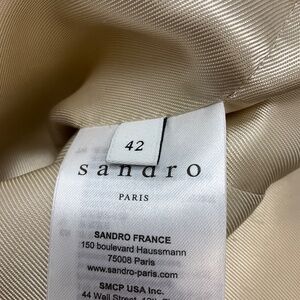 42
sandro
PARIS
SANDRO FRANCE
150 boulevard Haussmann
75008 Paris
www.sandro-paris.com
SMCP USA Inc.
44 Wall Street,